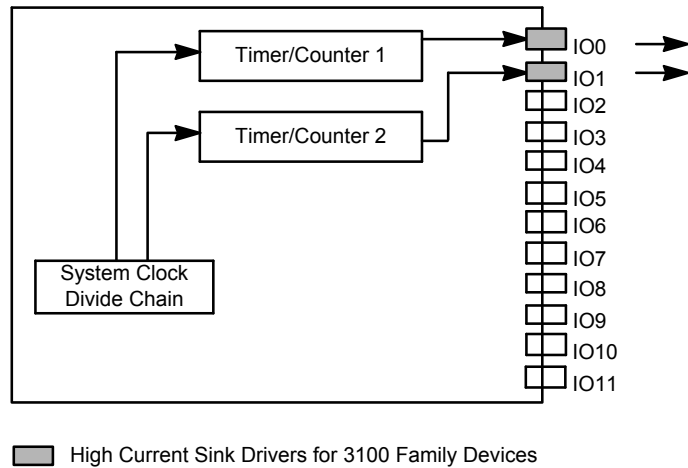 Timer/Counter 1
Timer/Counter 2
System Clock
Divide Chain
IO0
IO1
IO2
IO3
IO4
IO5
IO6
IO7
IO8
IO9
IO10
IO11
High Current Sink Drivers for 3100 Family Devices